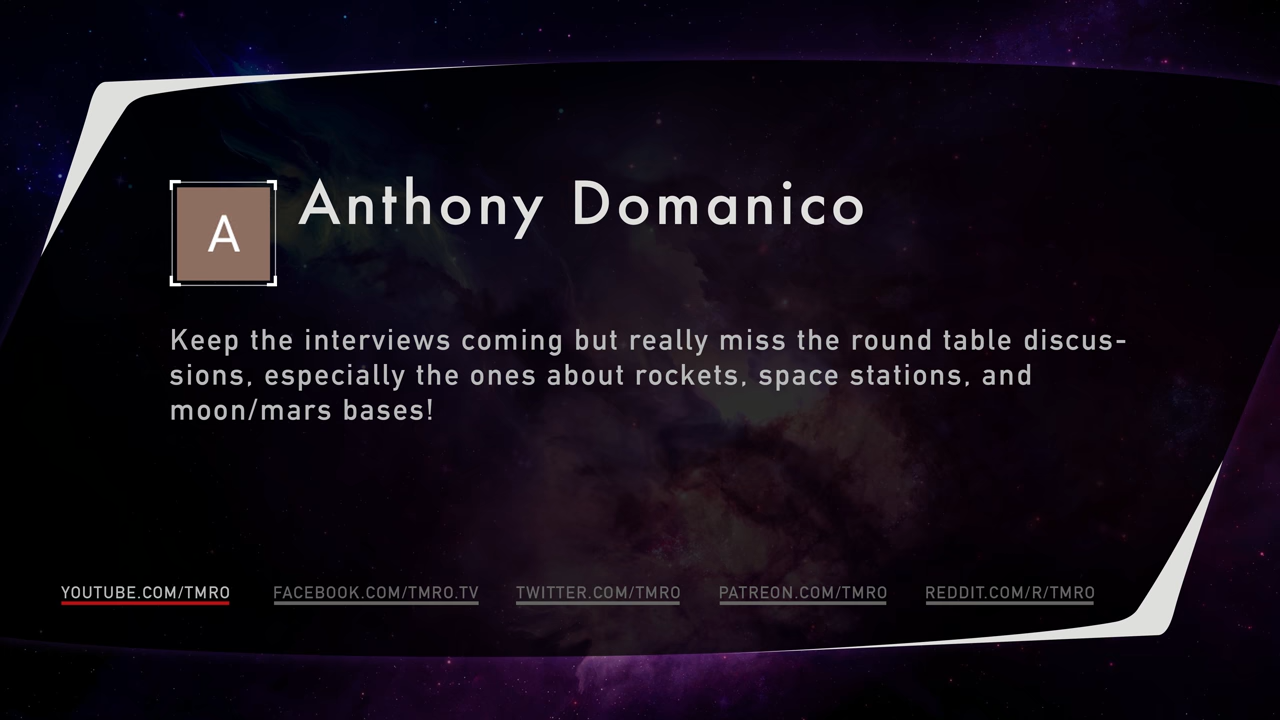 A
Anthony Domanico
Keep the interviews coming but really miss the round table discus-
sions, especially the ones about rockets, space stations, and
moon/mars bases!
YOUTUBE.COM/TMRO FACEBOOK.COM/TMRO.TV TWITTER.COM/TMRO PATREON.COM/TMRO REDDIT.COM/R/TMRO